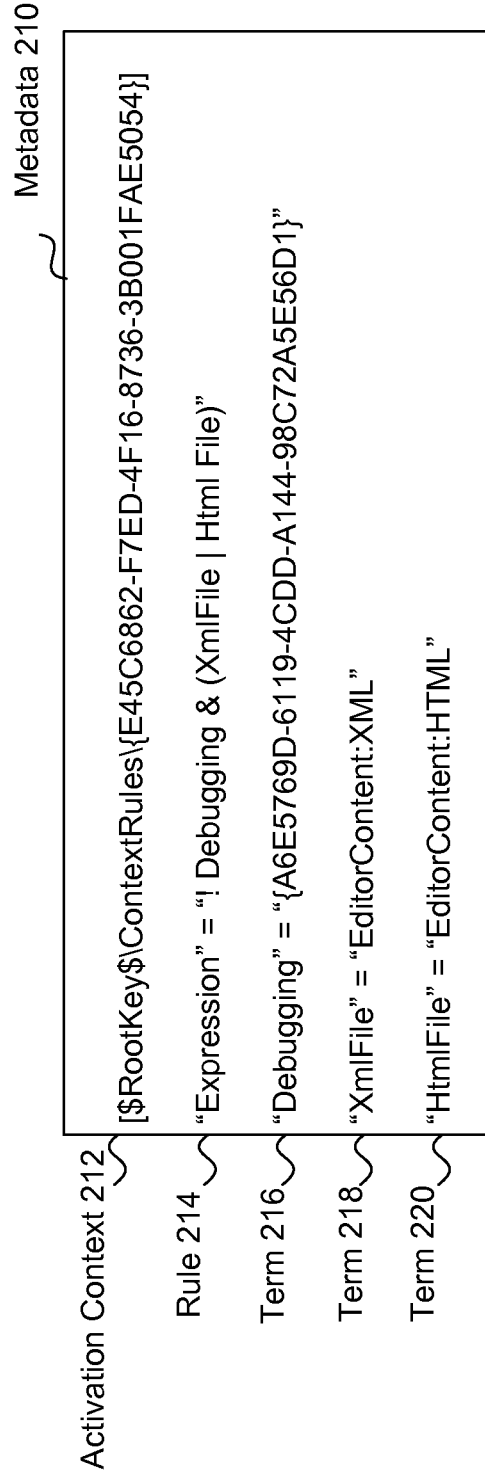 Metadata 210
Activation Context 212
[$RootKey$\ContextRules\{E45C6862-F7ED-4F16-8736-3B001FAE5054}]
Rule 214
“Expression” = “! Debugging & (XmlFile | Html File)”
Term 216
“Debugging” = “{A6E5769D-6119-4CDD-A144-98C72A5E56D1}”
Term 218
“XmlFile” = “EditorContent:XML”
Term 220
“HtmlFile” = “EditorContent:HTML”